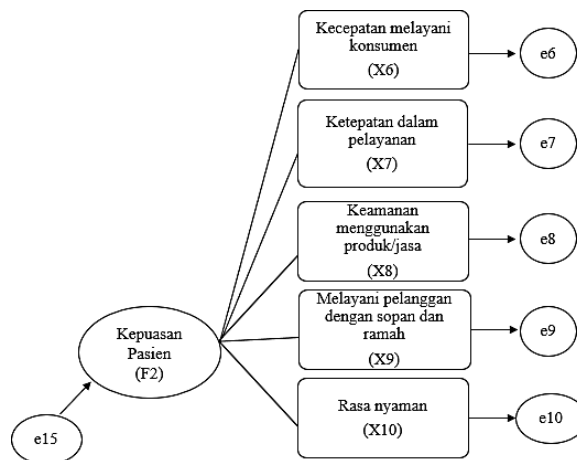 Kecepatan melayani
konsumen
(X6)
e6
Ketepatan dalam
pelayanan
(X7)
e7
Keamanan
menggunakan
produk/jasa
(X8)
e8
Melayani pelanggan
dengan sopan dan
ramah
(X9)
e9
Kepuasan
Pasien
(F2)
Rasa nyaman
(X10)
e10
e15